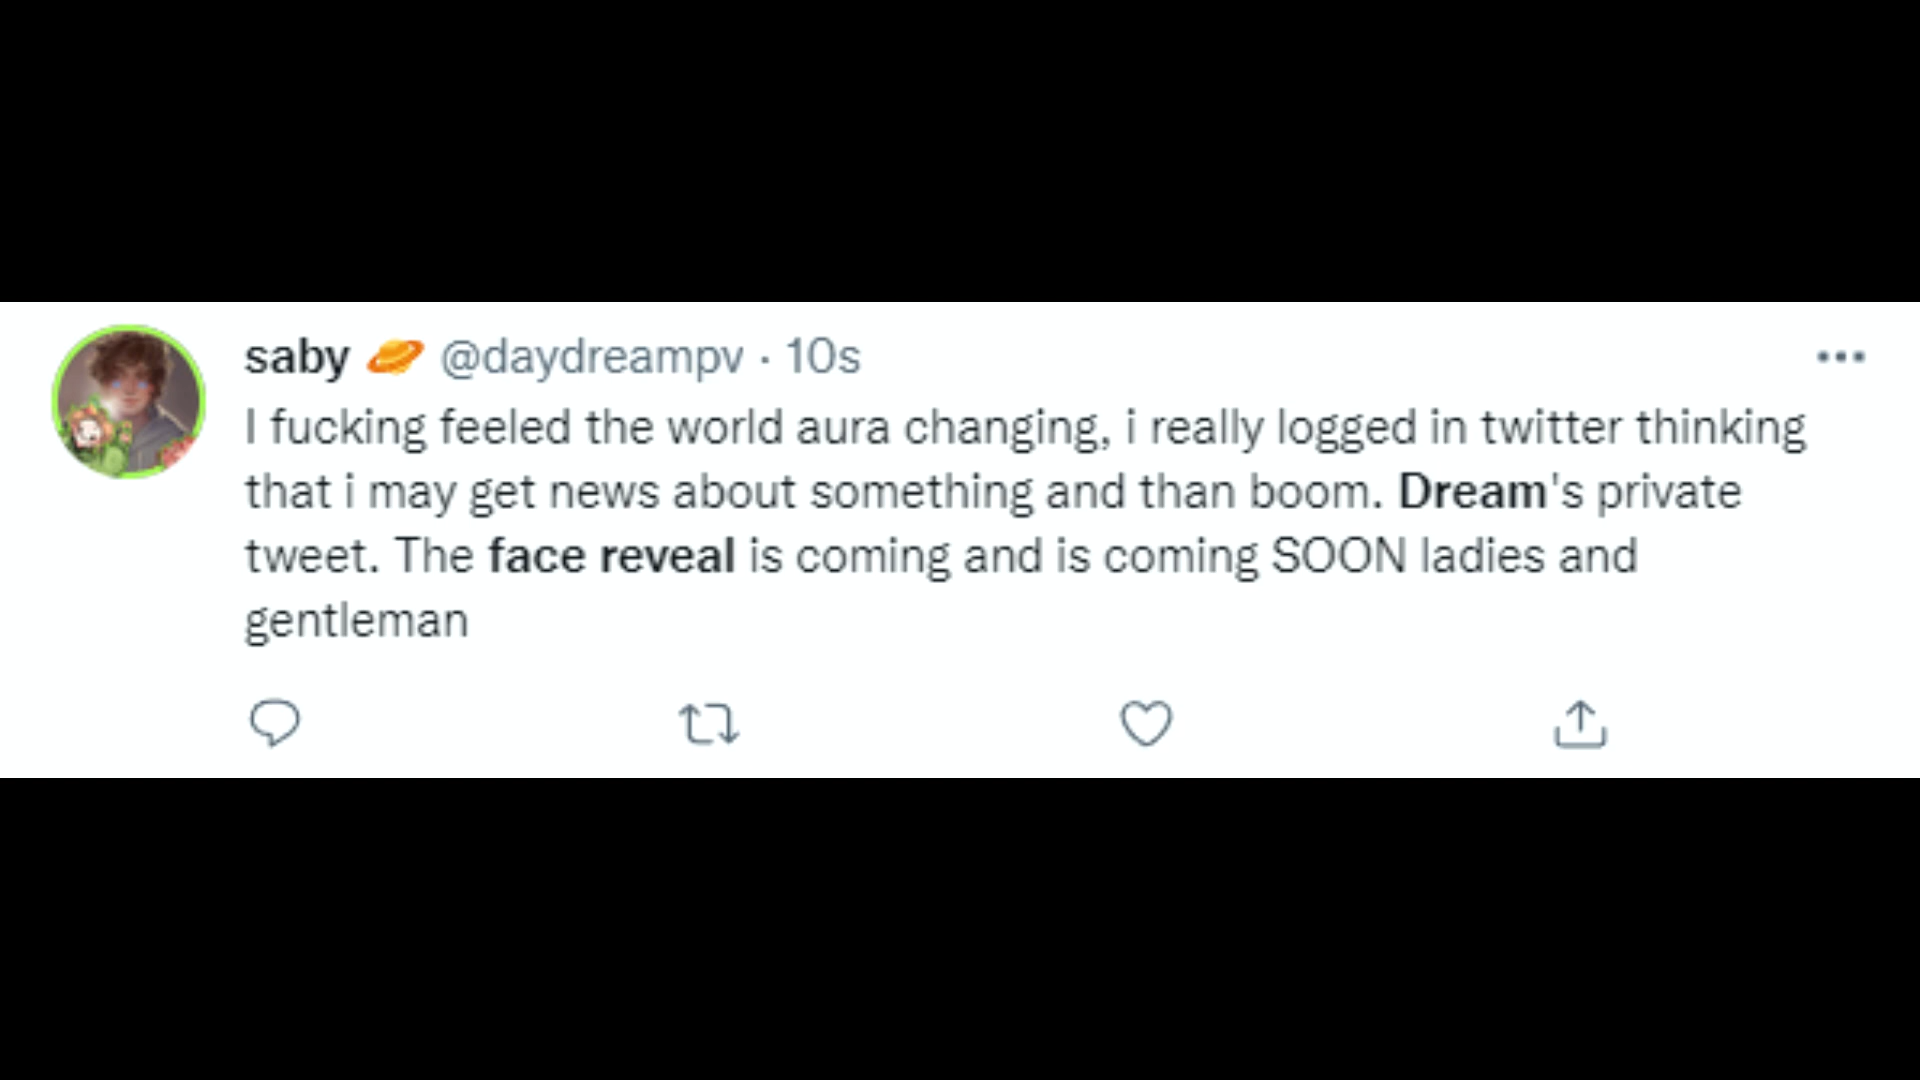 saby 🪐 @daydreampv · 10s
I fucking feeled the world aura changing, i really logged in twitter thinking
that i may get news about something and than boom. Dream's private
tweet. The face reveal is coming and is coming SOON ladies and
gentleman